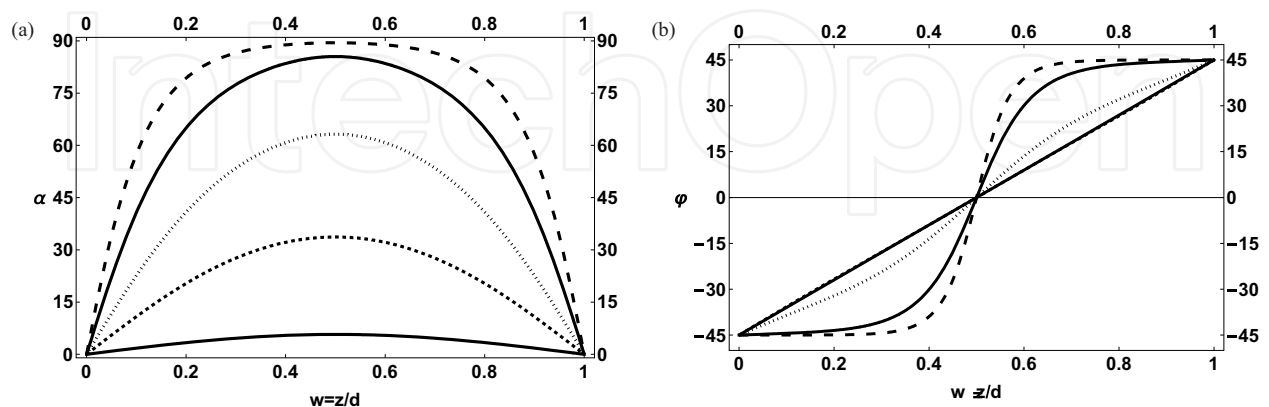 (a)
0 0.2 0.4 0.6 0.8 1
90 90
75 75
60 60
α 45 45
30 30
15 15
0 0
0 0.2 0.4 0.6 0.8 1
w=z/d
(b)
0 0.2 0.4 0.6 0.8 1
45 45
30 30
15 15
φ 0 0
−15 −15
−30 −30
−45 −45
0 0.2 0.4 0.6 0.8 1
w=z/d
IntechOpen